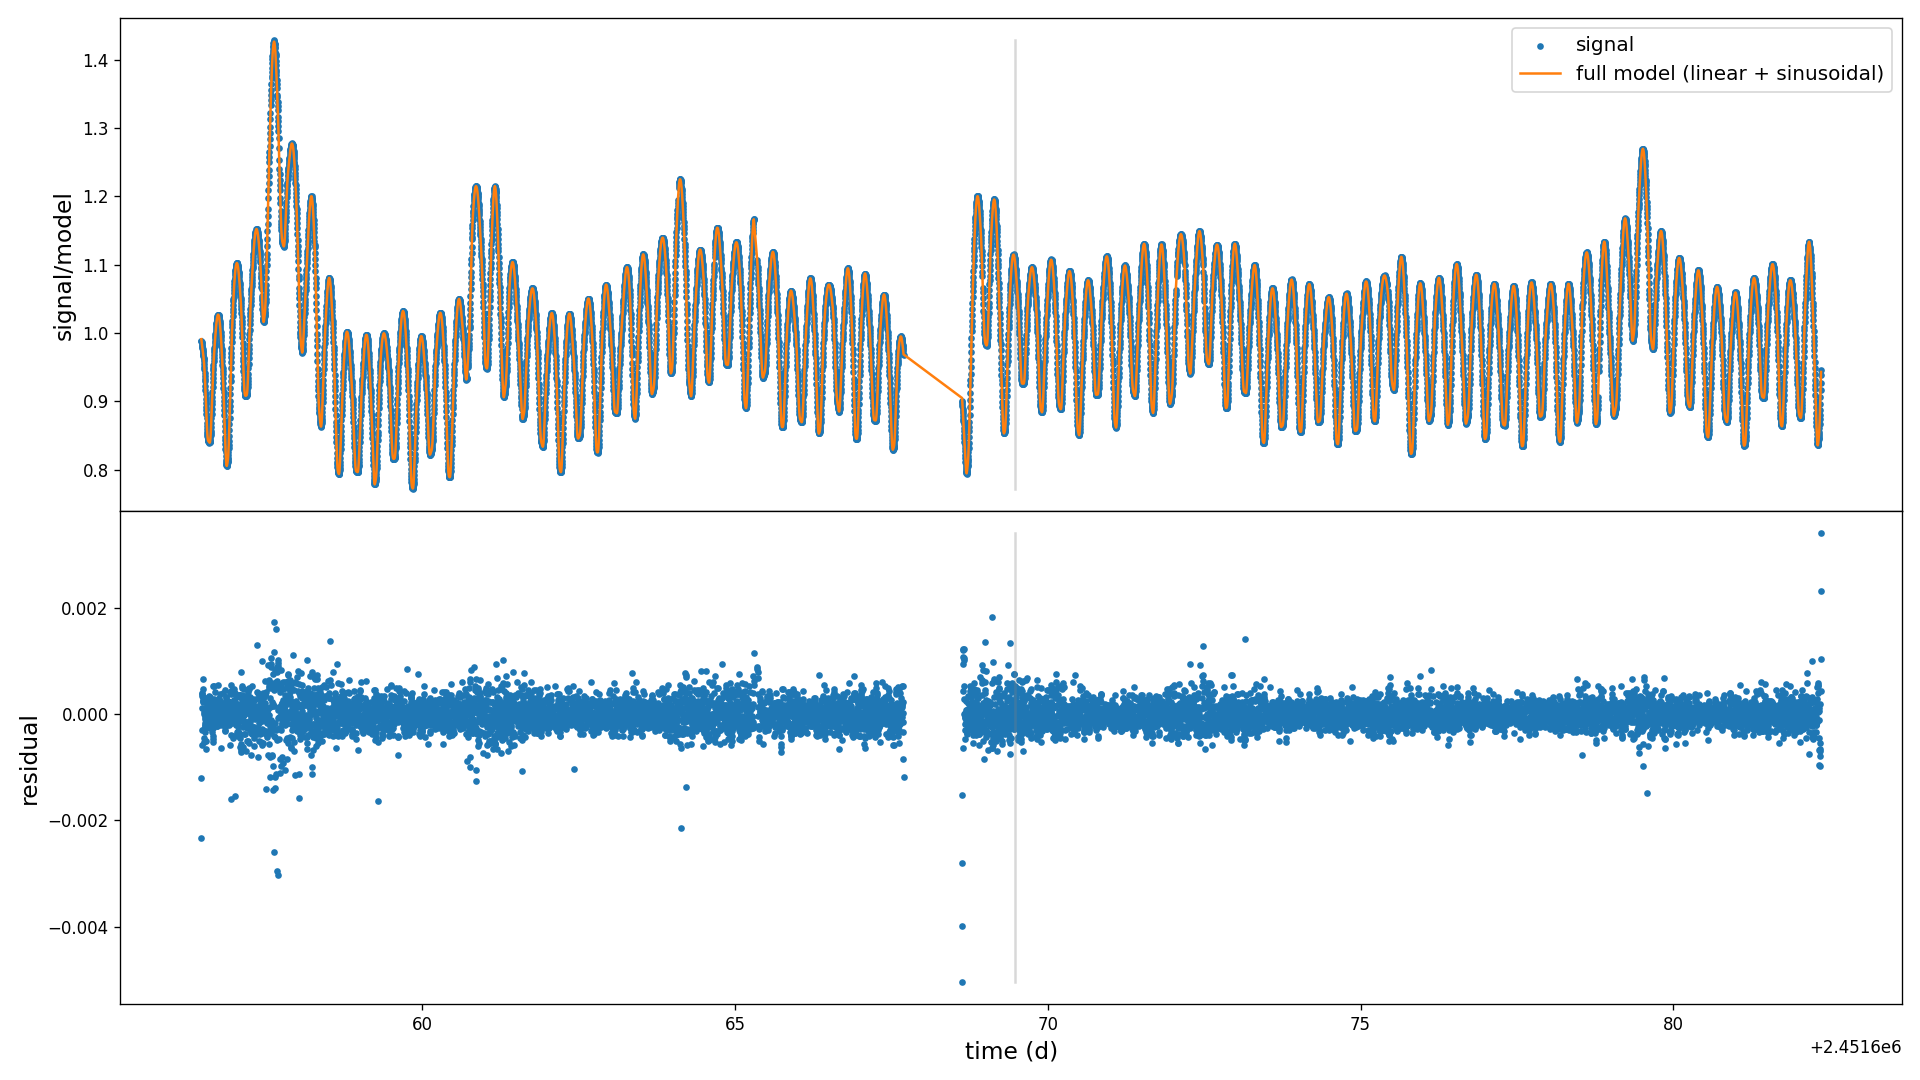 signal/model
1.4
1.3
1.2
1.1
1.0
0.9
0.8
signal
full model (linear + sinusoidal)
residual
0.002
0.000
−0.002
−0.004
60
65
70
75
80
time (d)
+2.4516e6